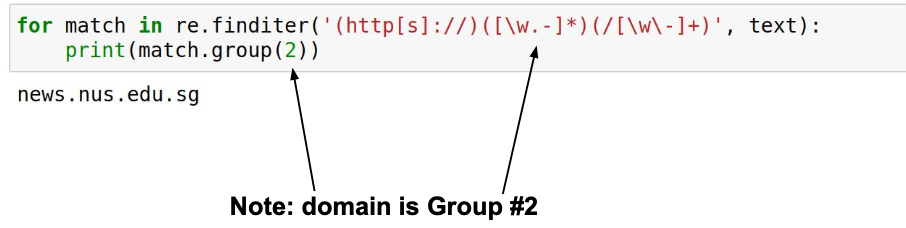 for match in re.finditer('(http[s]://)([\w.-]*)(/[\w\-]+)', text):
    print(match.group(2))
news.nus.edu.sg
Note: domain is Group #2